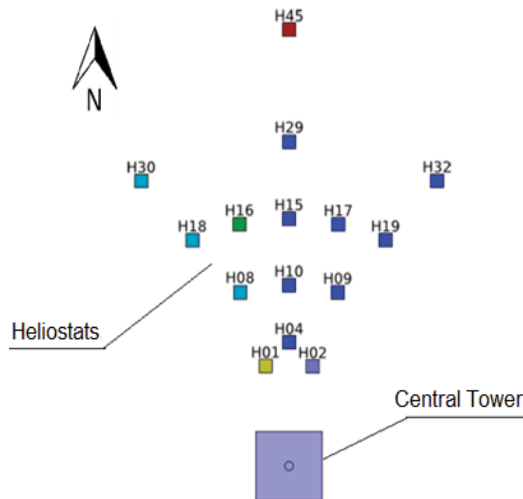 H45
N
H29
H30
H32
H16
H15
H17
H18
H19
H08
H10
H09
Heliostats
H04
H01
H02
Central Tower